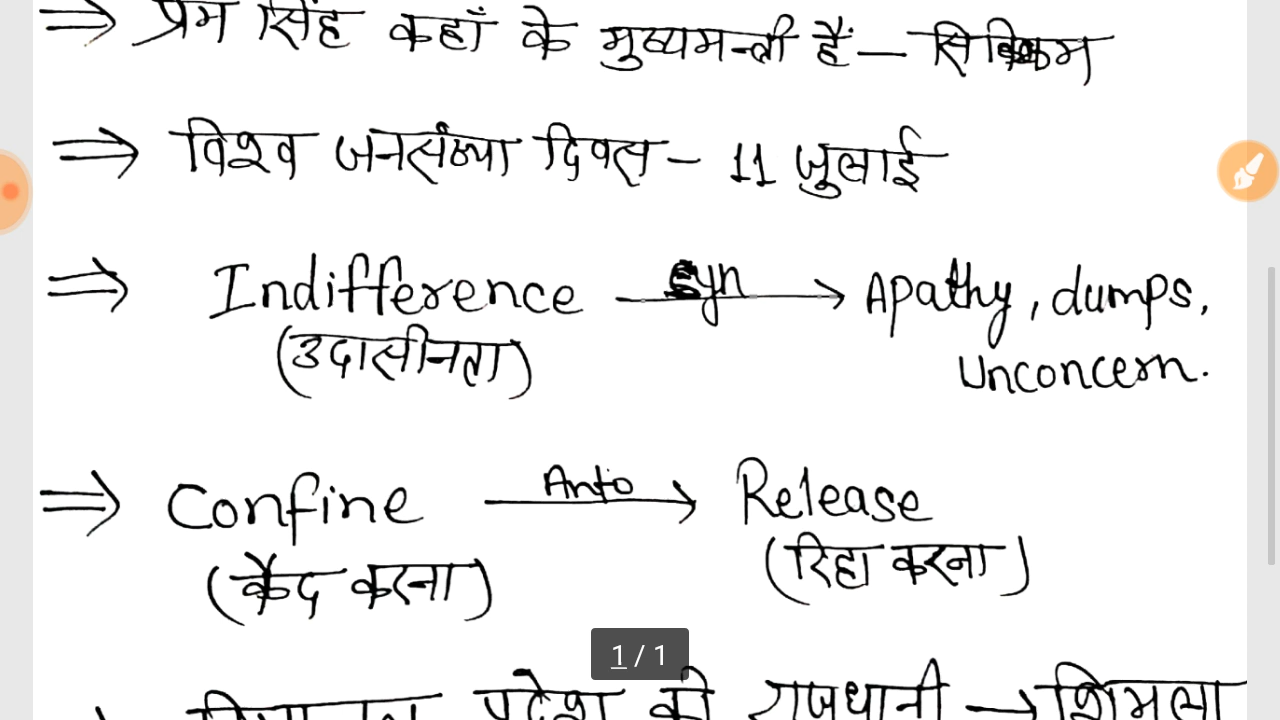 ⇒ प्रेम सिंह कहाँ के मुख्यमन्त्री हैं – सिक्किम
⇒ विश्व जनसंख्या दिवस – 11 जुलाई
⇒ Indifference syn → Apathy, dumps,
(उदासीनता) Unconcern.
⇒ Confine Anto → Release
(कैद करना) (रिहा करना)
1 / 1
प्रदेश की राजधानी → शिमला